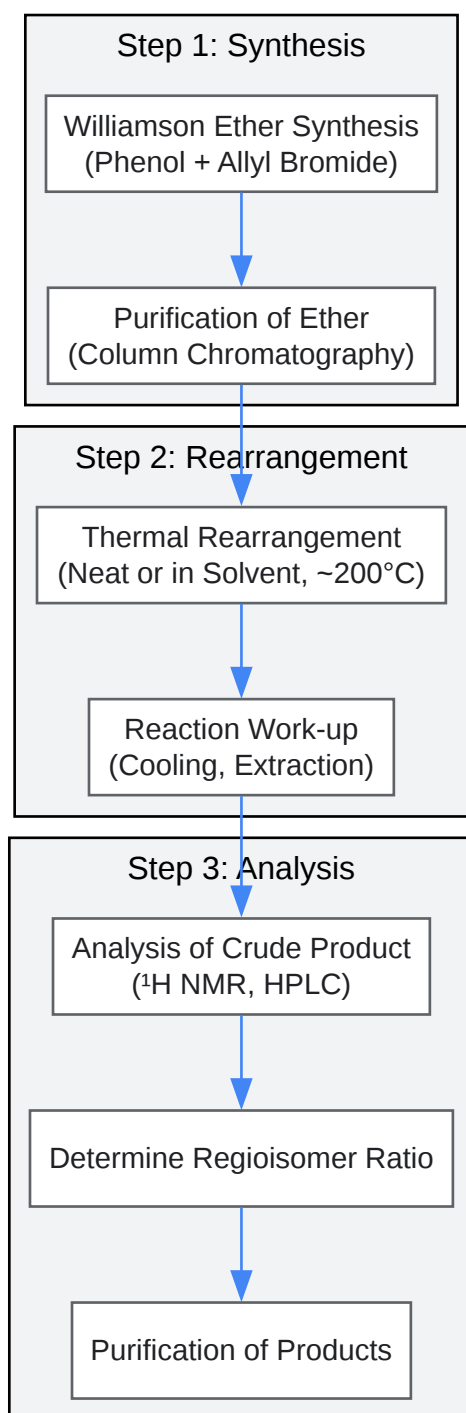 Step 1: Synthesis
Williamson Ether Synthesis
(Phenol + Allyl Bromide)
Purification of Ether
(Column Chromatography)
Step 2: Rearrangement
Thermal Rearrangement
(Neat or in Solvent, ~200°C)
Reaction Work-up
(Cooling, Extraction)
Step 3: Analysis
Analysis of Crude Product
(¹H NMR, HPLC)
Determine Regioisomer Ratio
Purification of Products